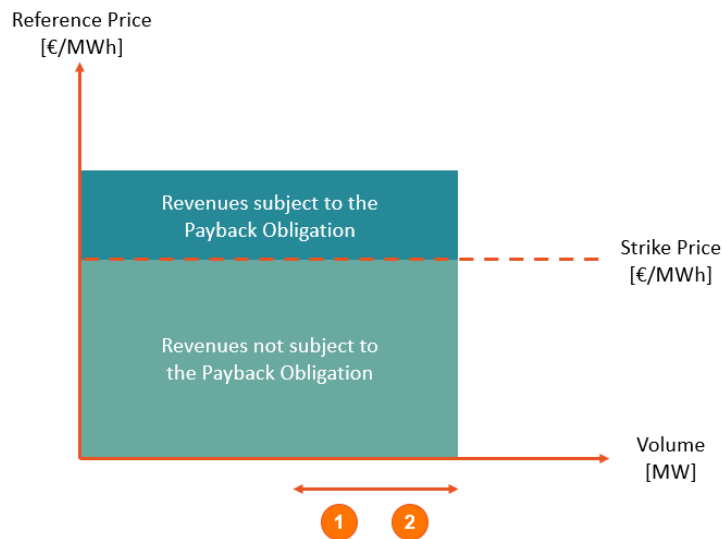 Reference Price
[€/MWh]
Revenues subject to the
Payback Obligation
Strike Price
[€/MWh]
Revenues not subject to
the Payback Obligation
Volume
[MW]
1
2